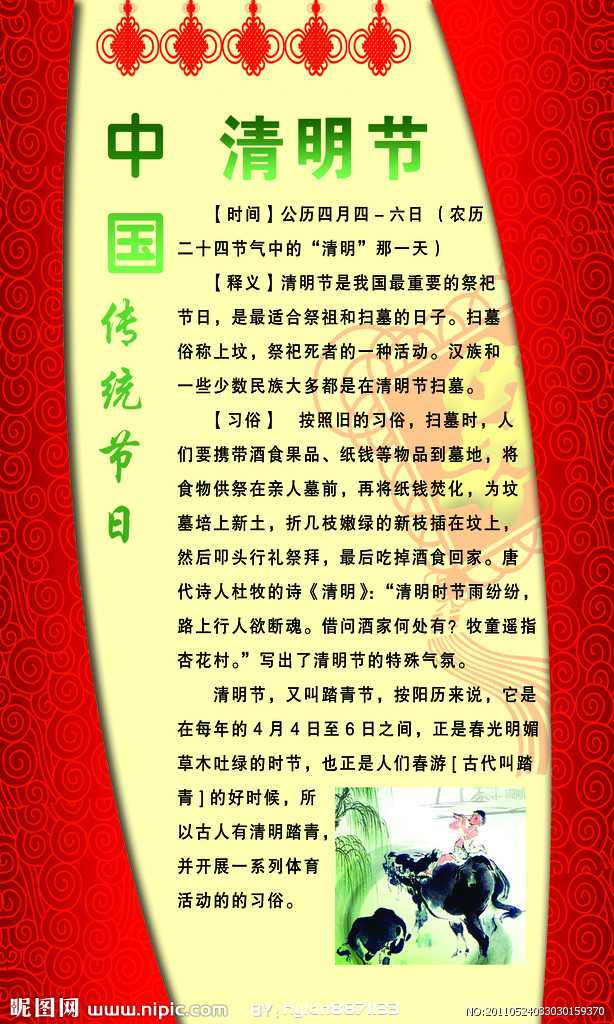 中国传统节日
清明节
【时间】公历四月四－六日（农历
二十四节气中的“清明”那一天）
【释义】清明节是我国最重要的祭祀
节日，是最适合祭祖和扫墓的日子。扫墓
俗称上坟，祭祀死者的一种活动。汉族和
一些少数民族大多都是在清明节扫墓。
【习俗】 按照旧的习俗，扫墓时，人
们要携带酒食果品、纸钱等物品到墓地，将
食物供祭在亲人墓前，再将纸钱焚化，为坟
墓培上新土，折几枝嫩绿的新枝插在坟上，
然后叩头行礼祭拜，最后吃掉酒食回家。唐
代诗人杜牧的诗《清明》：“清明时节雨纷纷，
路上行人欲断魂。借问酒家何处有？牧童遥指
杏花村。”写出了清明节的特殊气氛。
清明节，又叫踏青节，按阳历来说，它是
在每年的4月4日至6日之间，正是春光明媚
草木吐绿的时节，也正是人们春游[古代叫踏
青]的好时候，所
以古人有清明踏青，
并开展一系列体育
活动的的习俗。
昵图网 www.nipic.com BY:hyldn8871133 NO:20110524033030159370